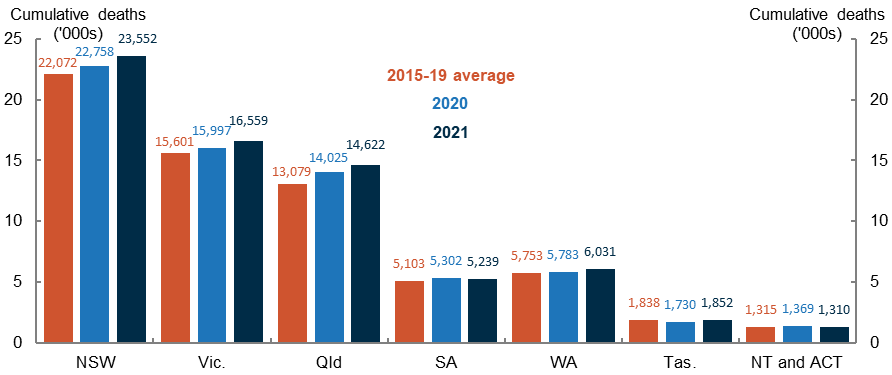 Cumulative deaths
('000s)
Cumulative deaths
('000s)
25
20
15
10
5
0
22,072
22,758
23,552
15,601
15,997
16,559
13,079
14,025
14,622
5,103
5,302
5,239
5,753
5,783
6,031
1,838
1,730
1,852
1,315
1,369
1,310
2015-19 average
2020
2021
25
20
15
10
5
0
NSW
Vic.
Qld
SA
WA
Tas.
NT and ACT